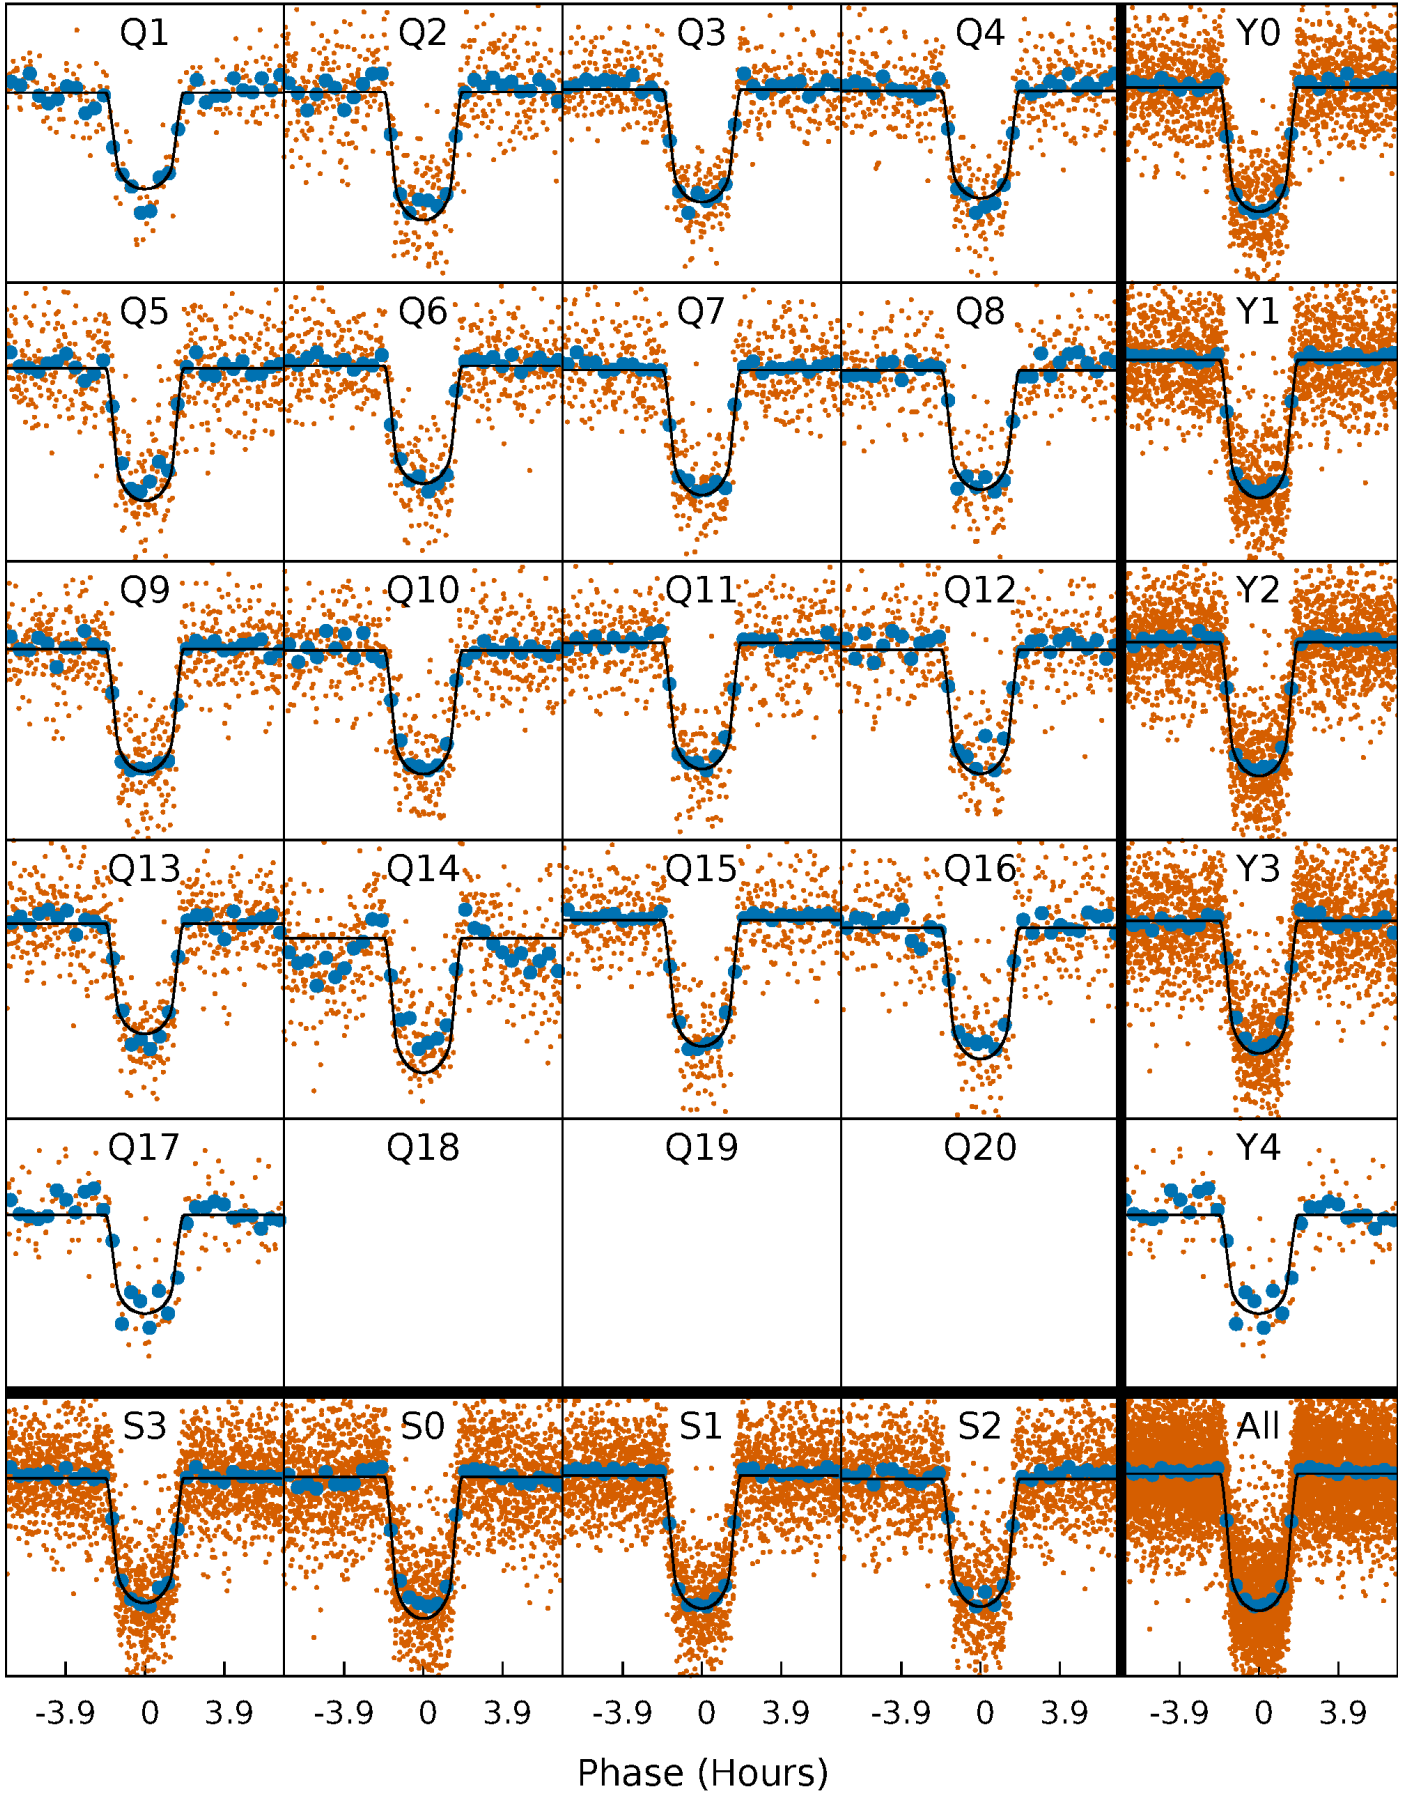 Q1 Q2 Q3 Q4 Y0
Q5 Q6 Q7 Q8 Y1
Q9 Q10 Q11 Q12 Y2
Q13 Q14 Q15 Q16 Y3
Q17 Q18 Q19 Q20 Y4
S3 S0 S1 S2 All
-3.9 0 3.9 -3.9 0 3.9 -3.9 0 3.9 -3.9 0 3.9 -3.9 0 3.9
Phase (Hours)